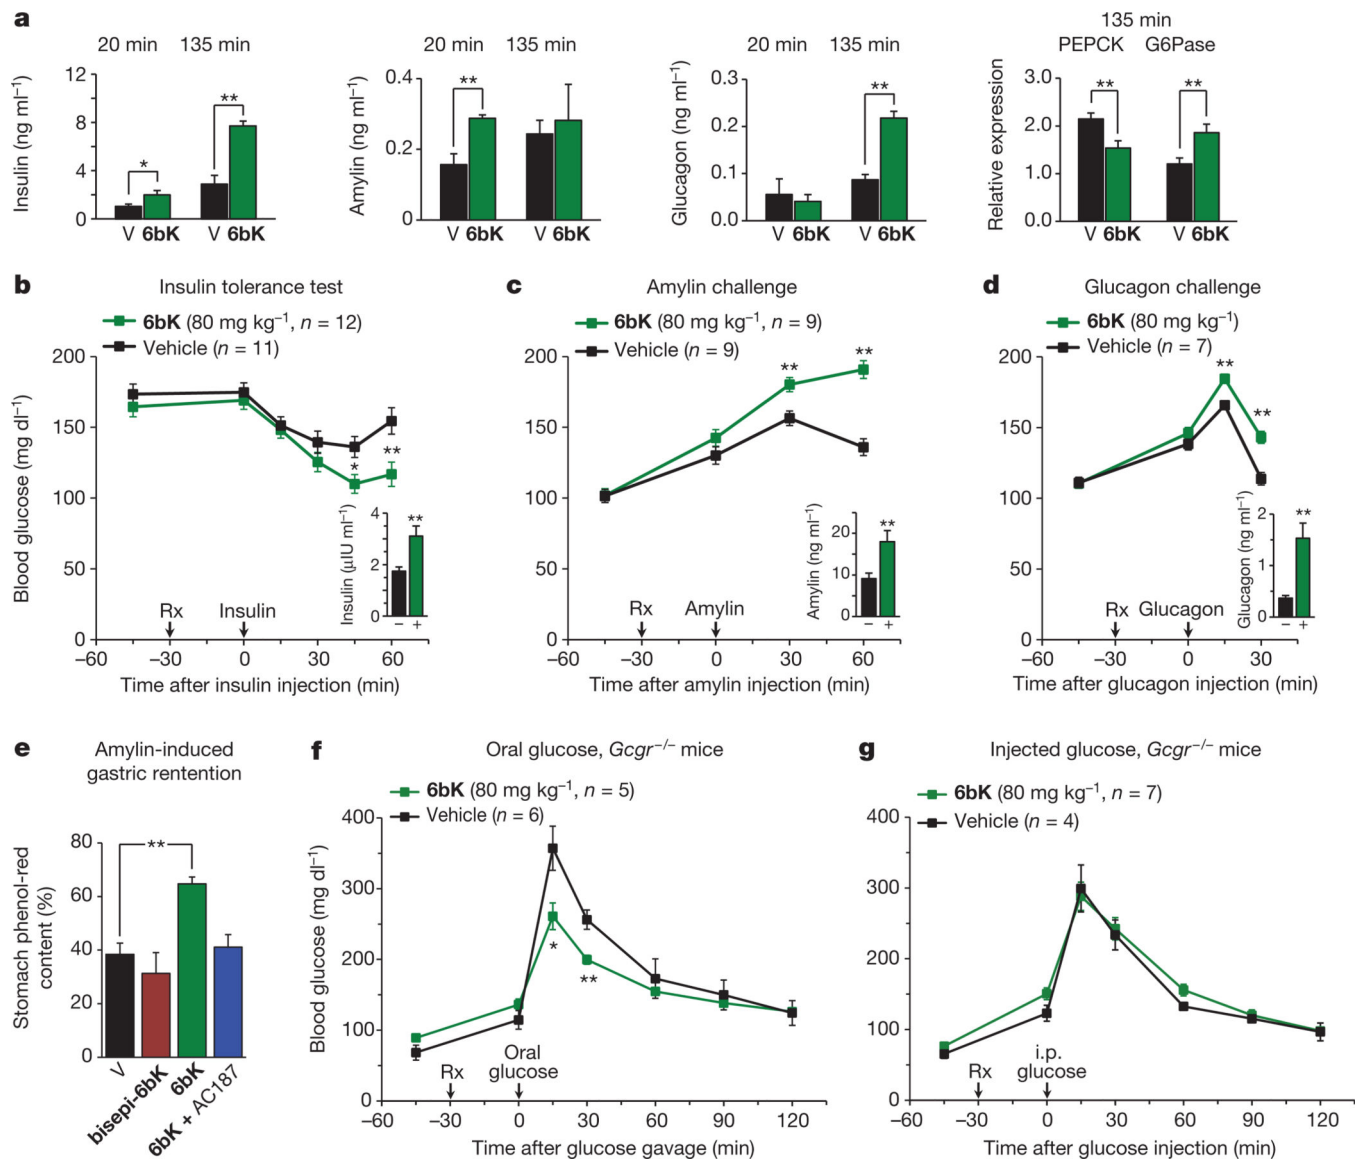 a
20 min 135 min
Insulin (ng ml⁻¹)
12
8
4
0
*
**
V 6bK V 6bK
20 min 135 min
Amylin (ng ml⁻¹)
0.4
0.2
0
**
V 6bK V 6bK
20 min 135 min
Glucagon (ng ml⁻¹)
0.3
0.2
0.1
0.0
**
V 6bK V 6bK
135 min
PEPCK G6Pase
Relative expression
3.0
2.0
1.0
0.0
**
**
V 6bK V 6bK
b
Insulin tolerance test
6bK (80 mg kg⁻¹, n = 12)
Vehicle (n = 11)
Blood glucose (mg dl⁻¹)
200
150
100
50
0
*
**
Rx Insulin
Insulin (μIU ml⁻¹)
4
2
0
**
− +
−60 −30 0 30 60
Time after insulin injection (min)
c
Amylin challenge
6bK (80 mg kg⁻¹, n = 9)
Vehicle (n = 9)
200
150
100
50
0
**
**
Rx Amylin
Amylin (ng ml⁻¹)
20
10
0
**
− +
−60 −30 0 30 60
Time after amylin injection (min)
d
Glucagon challenge
6bK (80 mg kg⁻¹)
Vehicle (n = 7)
200
150
100
50
0
**
**
Rx Glucagon
Glucagon (ng ml⁻¹)
2
1
0
**
− +
−60 −30 0 30
Time after glucagon injection (min)
e
Amylin-induced
gastric rentention
Stomach phenol-red
content (%)
80
60
40
20
0
**
V
bisepi-6bK
6bK
6bK + AC187
f
Oral glucose, Gcgr⁻/⁻ mice
6bK (80 mg kg⁻¹, n = 5)
Vehicle (n = 6)
Blood glucose (mg dl⁻¹)
400
300
200
100
0
*
**
Rx
Oral
glucose
−60 −30 0 30 60 90 120
Time after glucose gavage (min)
g
Injected glucose, Gcgr⁻/⁻ mice
6bK (80 mg kg⁻¹, n = 7)
Vehicle (n = 4)
400
300
200
100
0
Rx
i.p.
glucose
−60 −30 0 30 60 90 120
Time after glucose injection (min)